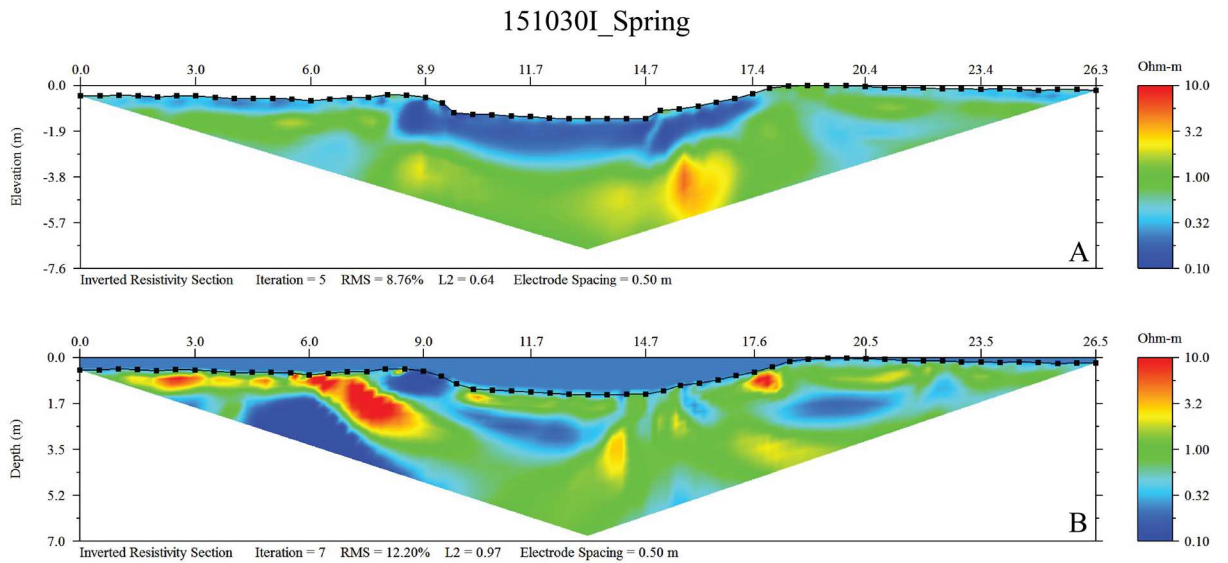 151030I_Spring
0.0 3.0 6.0 8.9 11.7 14.7 17.4 20.4 23.4 26.3
Ohm-m
0.0
-1.9
-3.8
-5.7
-7.6
Elevation (m)
10.0
3.2
1.00
0.32
0.10
A
Inverted Resistivity Section Iteration = 5 RMS = 8.76% L2 = 0.64 Electrode Spacing = 0.50 m
0.0 3.0 6.0 9.0 11.7 14.7 17.6 20.5 23.5 26.5
Ohm-m
0.0
1.7
3.5
5.2
7.0
Depth (m)
10.0
3.2
1.00
0.32
0.10
B
Inverted Resistivity Section Iteration = 7 RMS = 12.20% L2 = 0.97 Electrode Spacing = 0.50 m